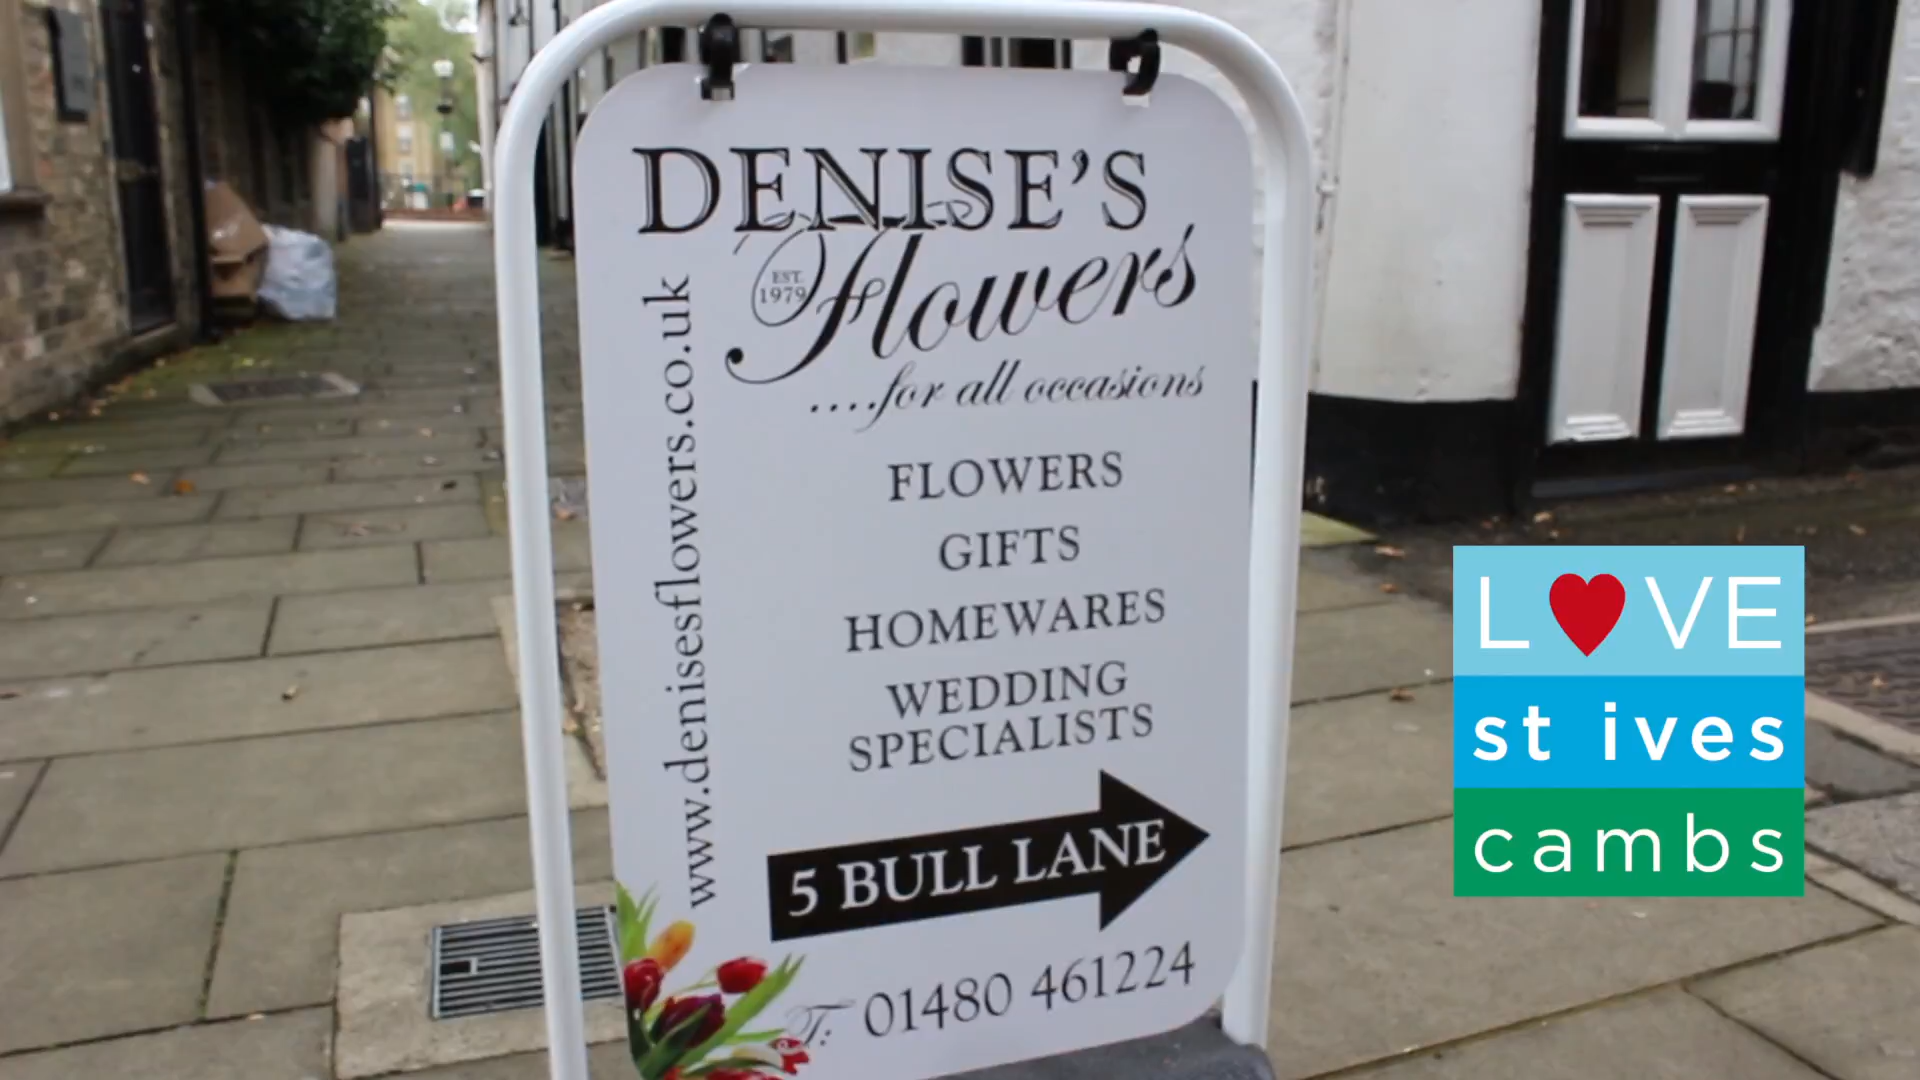 DENISE'S
EST.
1979
Flowers
....for all occasions
www.denisesflowers.co.uk
FLOWERS
GIFTS
HOMEWARES
WEDDING
SPECIALISTS
5 BULL LANE
T: 01480 461224
L❤VE
st ives
cambs